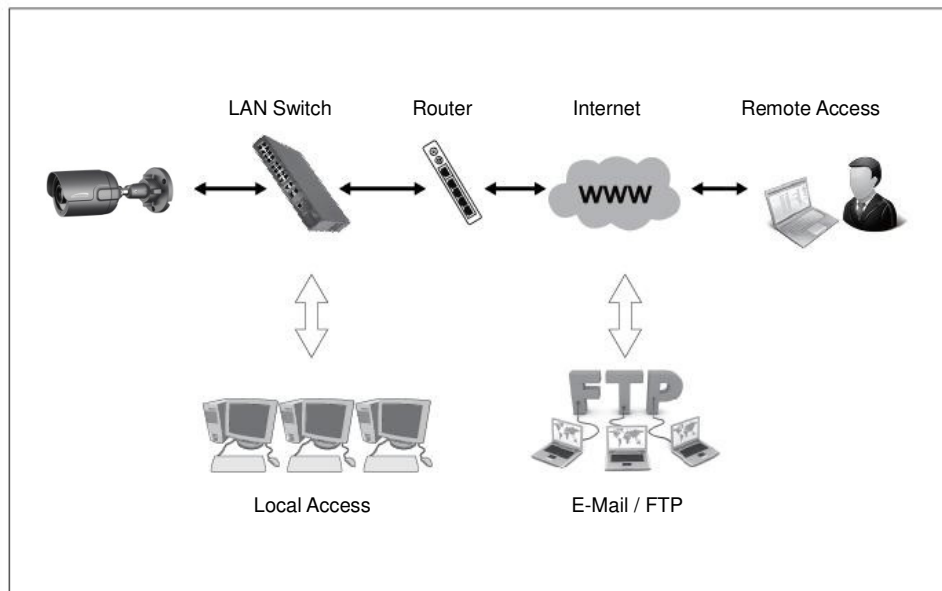 LAN Switch
Router
Internet
Remote Access
WWW
FTP
Local Access
E-Mail / FTP